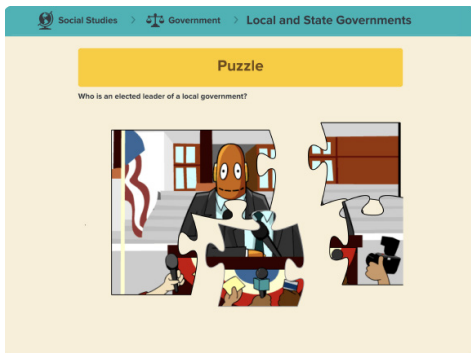 Social Studies > Government > Local and State Governments
Puzzle
Who is an elected leader of a local government?